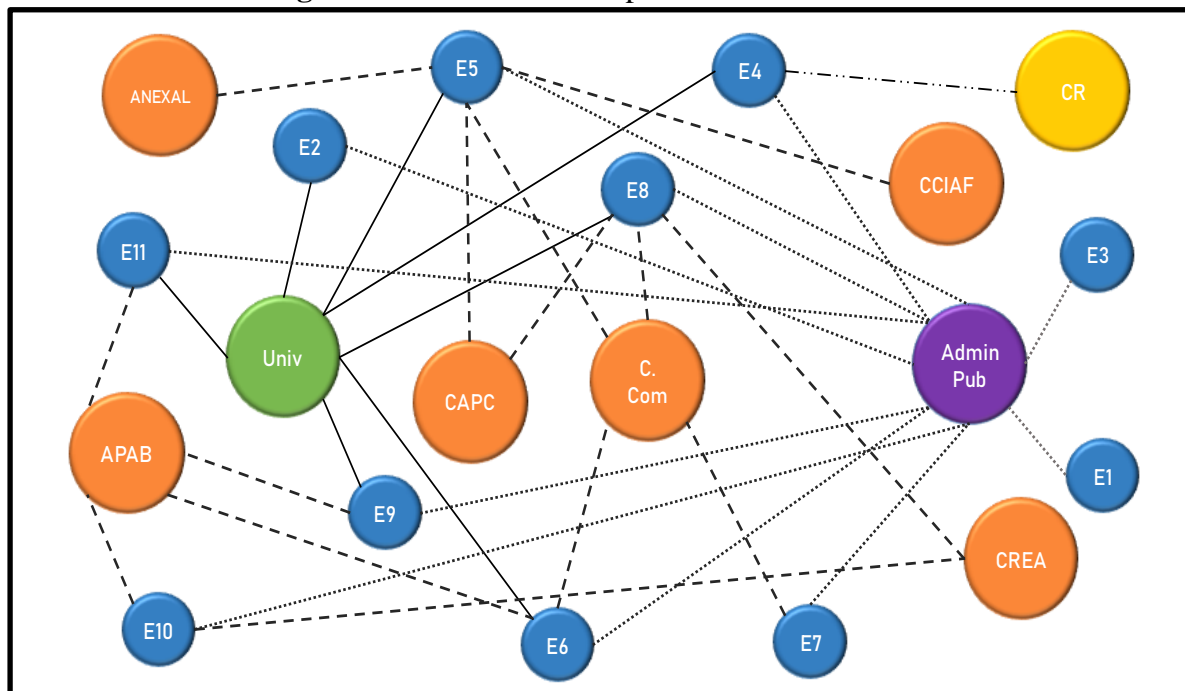 E5
E4
ANEXAL
CR
E2
CCIAF
E8
E11
E3
Univ
Admin
Pub
C.
Com
CAPC
APAB
E1
E9
CREA
E10
E6
E7